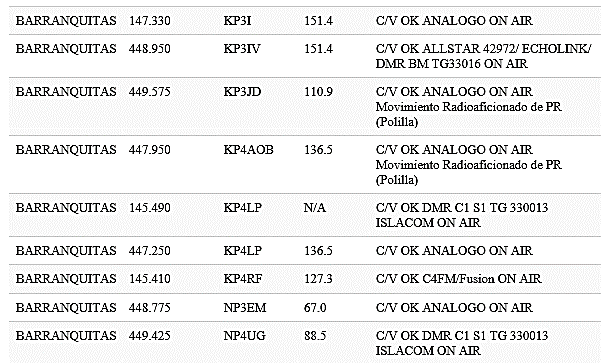 BARRANQUITAS 147.330 KP3I 151.4 C/V OK ANALOGO ON AIR
BARRANQUITAS 448.950 KP3IV 151.4 C/V OK ALLSTAR 42972/ ECHOLINK/
DMR BM TG33016 ON AIR
BARRANQUITAS 449.575 KP3JD 110.9 C/V OK ANALOGO ON AIR
Movimiento Radioaficionado de PR
(Polilla)
BARRANQUITAS 447.950 KP4AOB 136.5 C/V OK ANALOGO ON AIR
Movimiento Radioaficionado de PR
(Polilla)
BARRANQUITAS 145.490 KP4LP N/A C/V OK DMR C1 S1 TG 330013
ISLACOM ON AIR
BARRANQUITAS 447.250 KP4LP 136.5 C/V OK ANALOGO ON AIR
BARRANQUITAS 145.410 KP4RF 127.3 C/V OK C4FM/Fusion ON AIR
BARRANQUITAS 448.775 NP3EM 67.0 C/V OK ANALOGO ON AIR
BARRANQUITAS 449.425 NP4UG 88.5 C/V OK DMR C1 S1 TG 330013
ISLACOM ON AIR